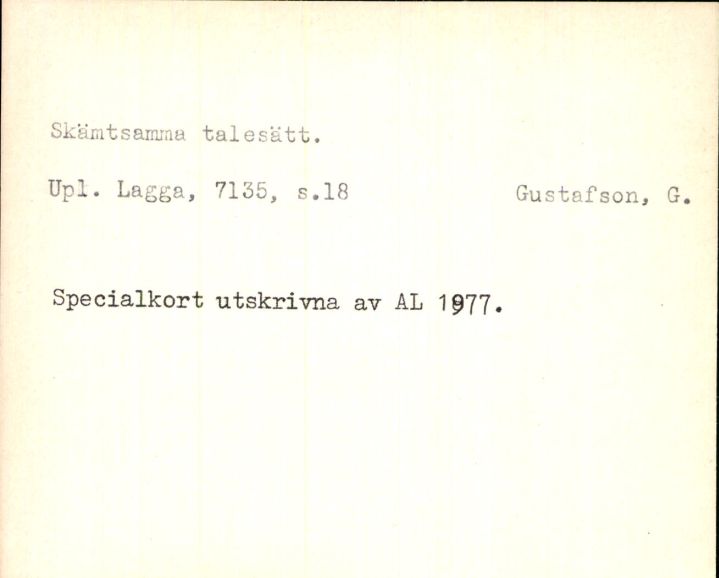 Skämtsamma talesätt.
Upl. Lagga, 7135, s.18 Gustafson, G.
Specialkort utskrivna av AL 1977.